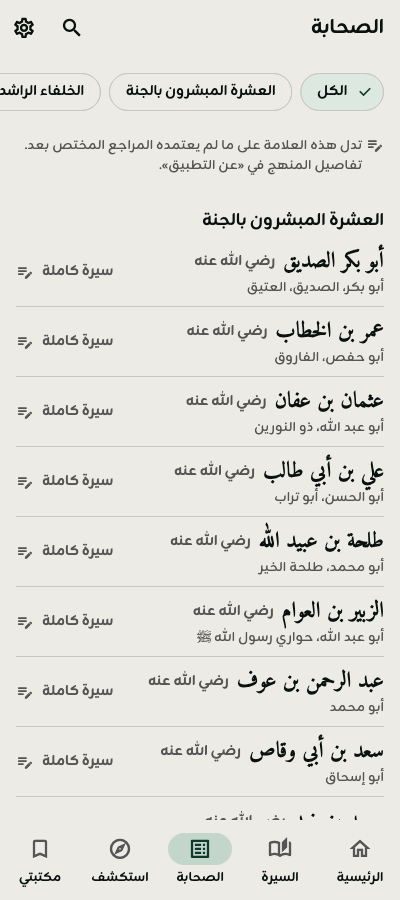 الصحابة
الكل
العشرة المبشرون بالجنة
الخلفاء الراشد
تدل هذه العلامة على ما لم يعتمده المراجع المختص بعد.
تفاصيل المنهج في «عن التطبيق».
العشرة المبشرون بالجنة
أبو بكر الصديق رضي الله عنه
أبو بكر، الصديق، العتيق
سيرة كاملة
عمر بن الخطاب رضي الله عنه
أبو حفص، الفاروق
سيرة كاملة
عثمان بن عفان رضي الله عنه
أبو عبد الله، ذو النورين
سيرة كاملة
علي بن أبي طالب رضي الله عنه
أبو الحسن، أبو تراب
سيرة كاملة
طلحة بن عبيد الله رضي الله عنه
أبو محمد، طلحة الخير
سيرة كاملة
الزبير بن العوام رضي الله عنه
أبو عبد الله، حواري رسول الله ﷺ
سيرة كاملة
عبد الرحمن بن عوف رضي الله عنه
أبو محمد
سيرة كاملة
سعد بن أبي وقاص رضي الله عنه
أبو إسحاق
سيرة كاملة
الرئيسية
السيرة
الصحابة
استكشف
مكتبتي